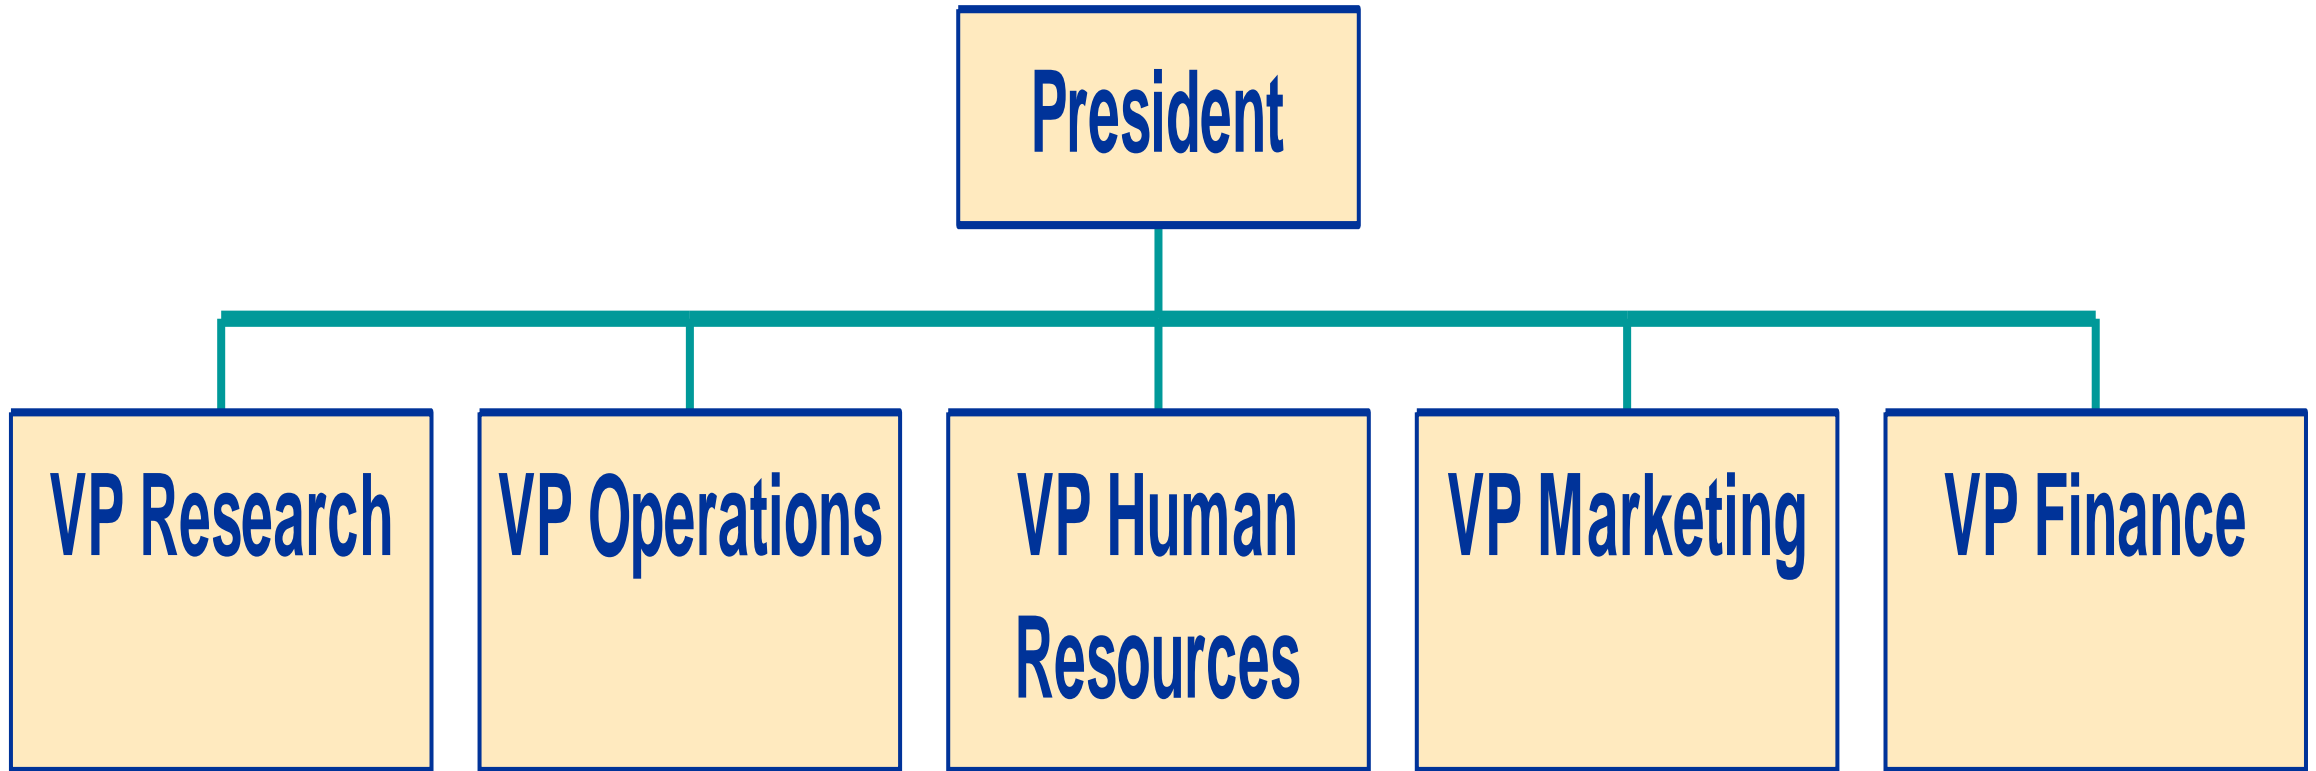 President
VP Research
VP Operations
VP Human
Resources
VP Marketing
VP Finance